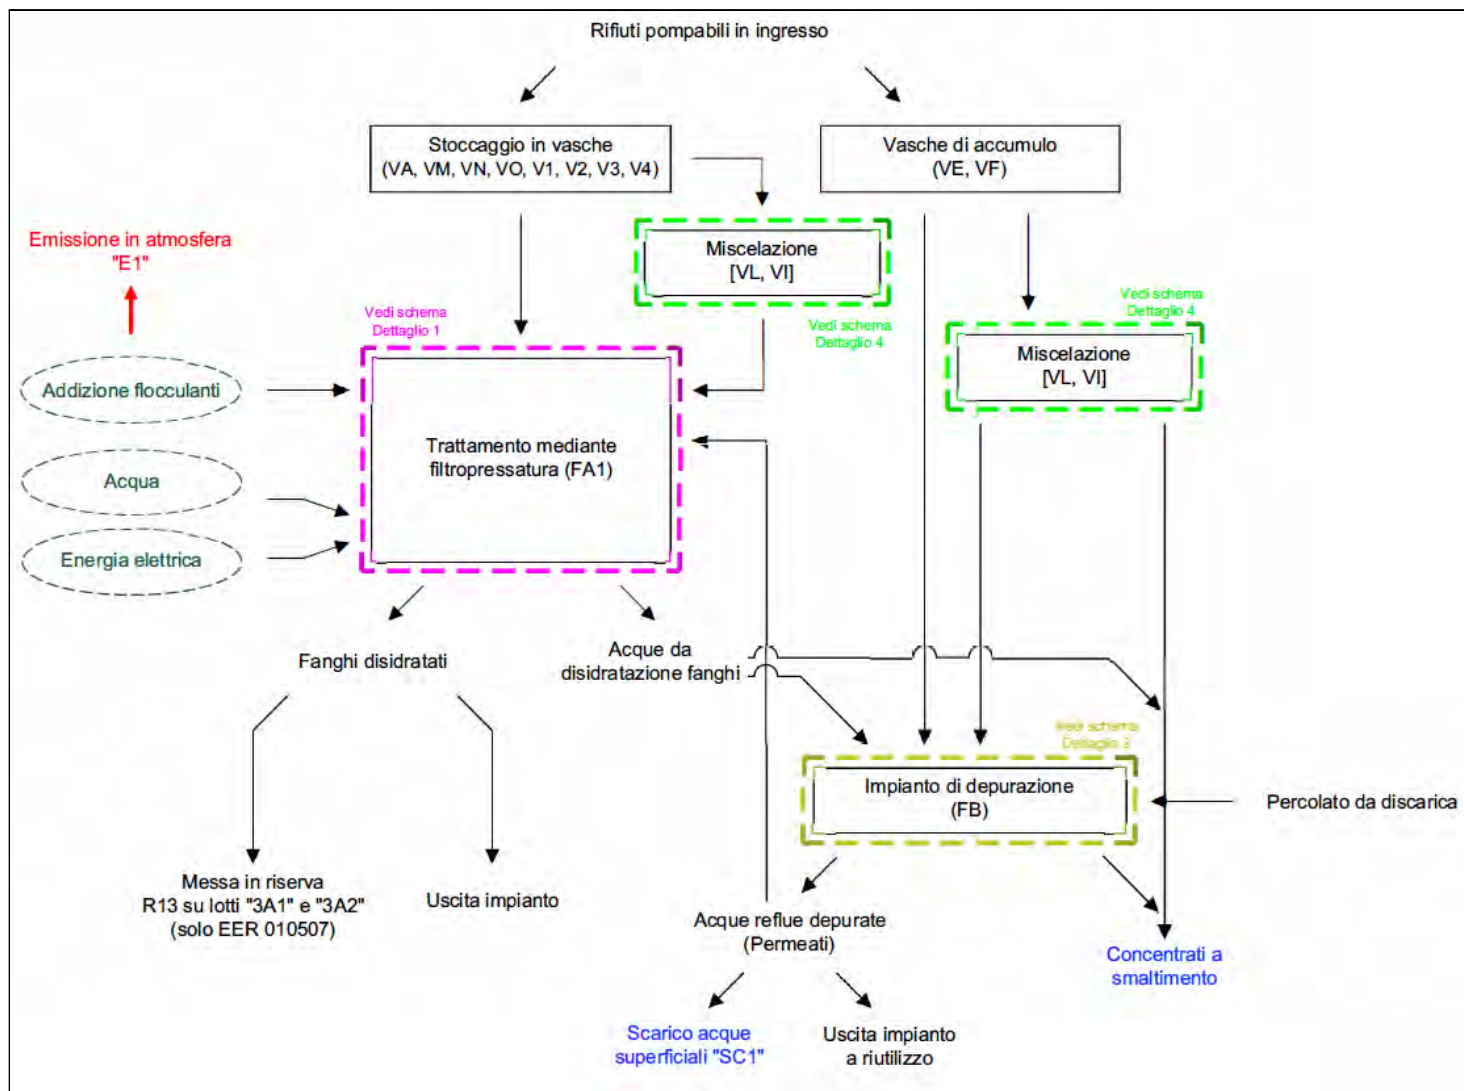 Rifiuti pompabili in ingresso
Stoccaggio in vasche
(VA, VM, VN, VO, V1, V2, V3, V4)
Vasche di accumulo
(VE, VF)
Emissione in atmosfera
"E1"
Miscelazione
[VL, VI]
Vedi schema
Dettaglio 1
Vedi schema
Dettaglio 4
Vedi schema
Dettaglio 4
Miscelazione
[VL, VI]
Addizione flocculanti
Trattamento mediante
filtropressatura (FA1)
Acqua
Energia elettrica
Fanghi disidratati
Acque da
disidratazione fanghi
Vedi schema
Dettaglio
Impianto di depurazione
(FB)
Percolato da discarica
Messa in riserva
R13 su lotti "3A1" e "3A2"
(solo EER 010507)
Uscita impianto
Acque reflue depurate
(Permeati)
Concentrati a
smaltimento
Scarico acque
superficiali "SC1"
Uscita impianto
a riutilizzo